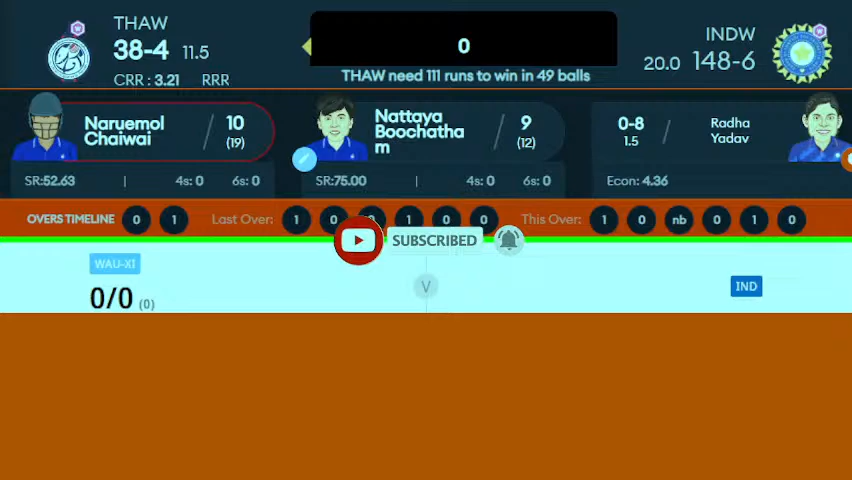 THAW
38-4 11.5
CRR : 3.21 RRR
0
THAW need 111 runs to win in 49 balls
INDW
20.0 148-6
W
W
Naruemol
Chaiwai
10
(19)
Nattaya
Boochatha
m
9
(12)
0-8
1.5
Radha
Yadav
SR:52.63 | 4s: 0 6s: 0
SR:75.00 | 4s: 0 6s: 0
Econ: 4.36
OVERS TIMELINE 0 1 Last Over: 1 0 0 1 0 0 This Over: 1 0 nb 0 1 0
SUBSCRIBED
WAU-XI
0/0 (0)
V
IND